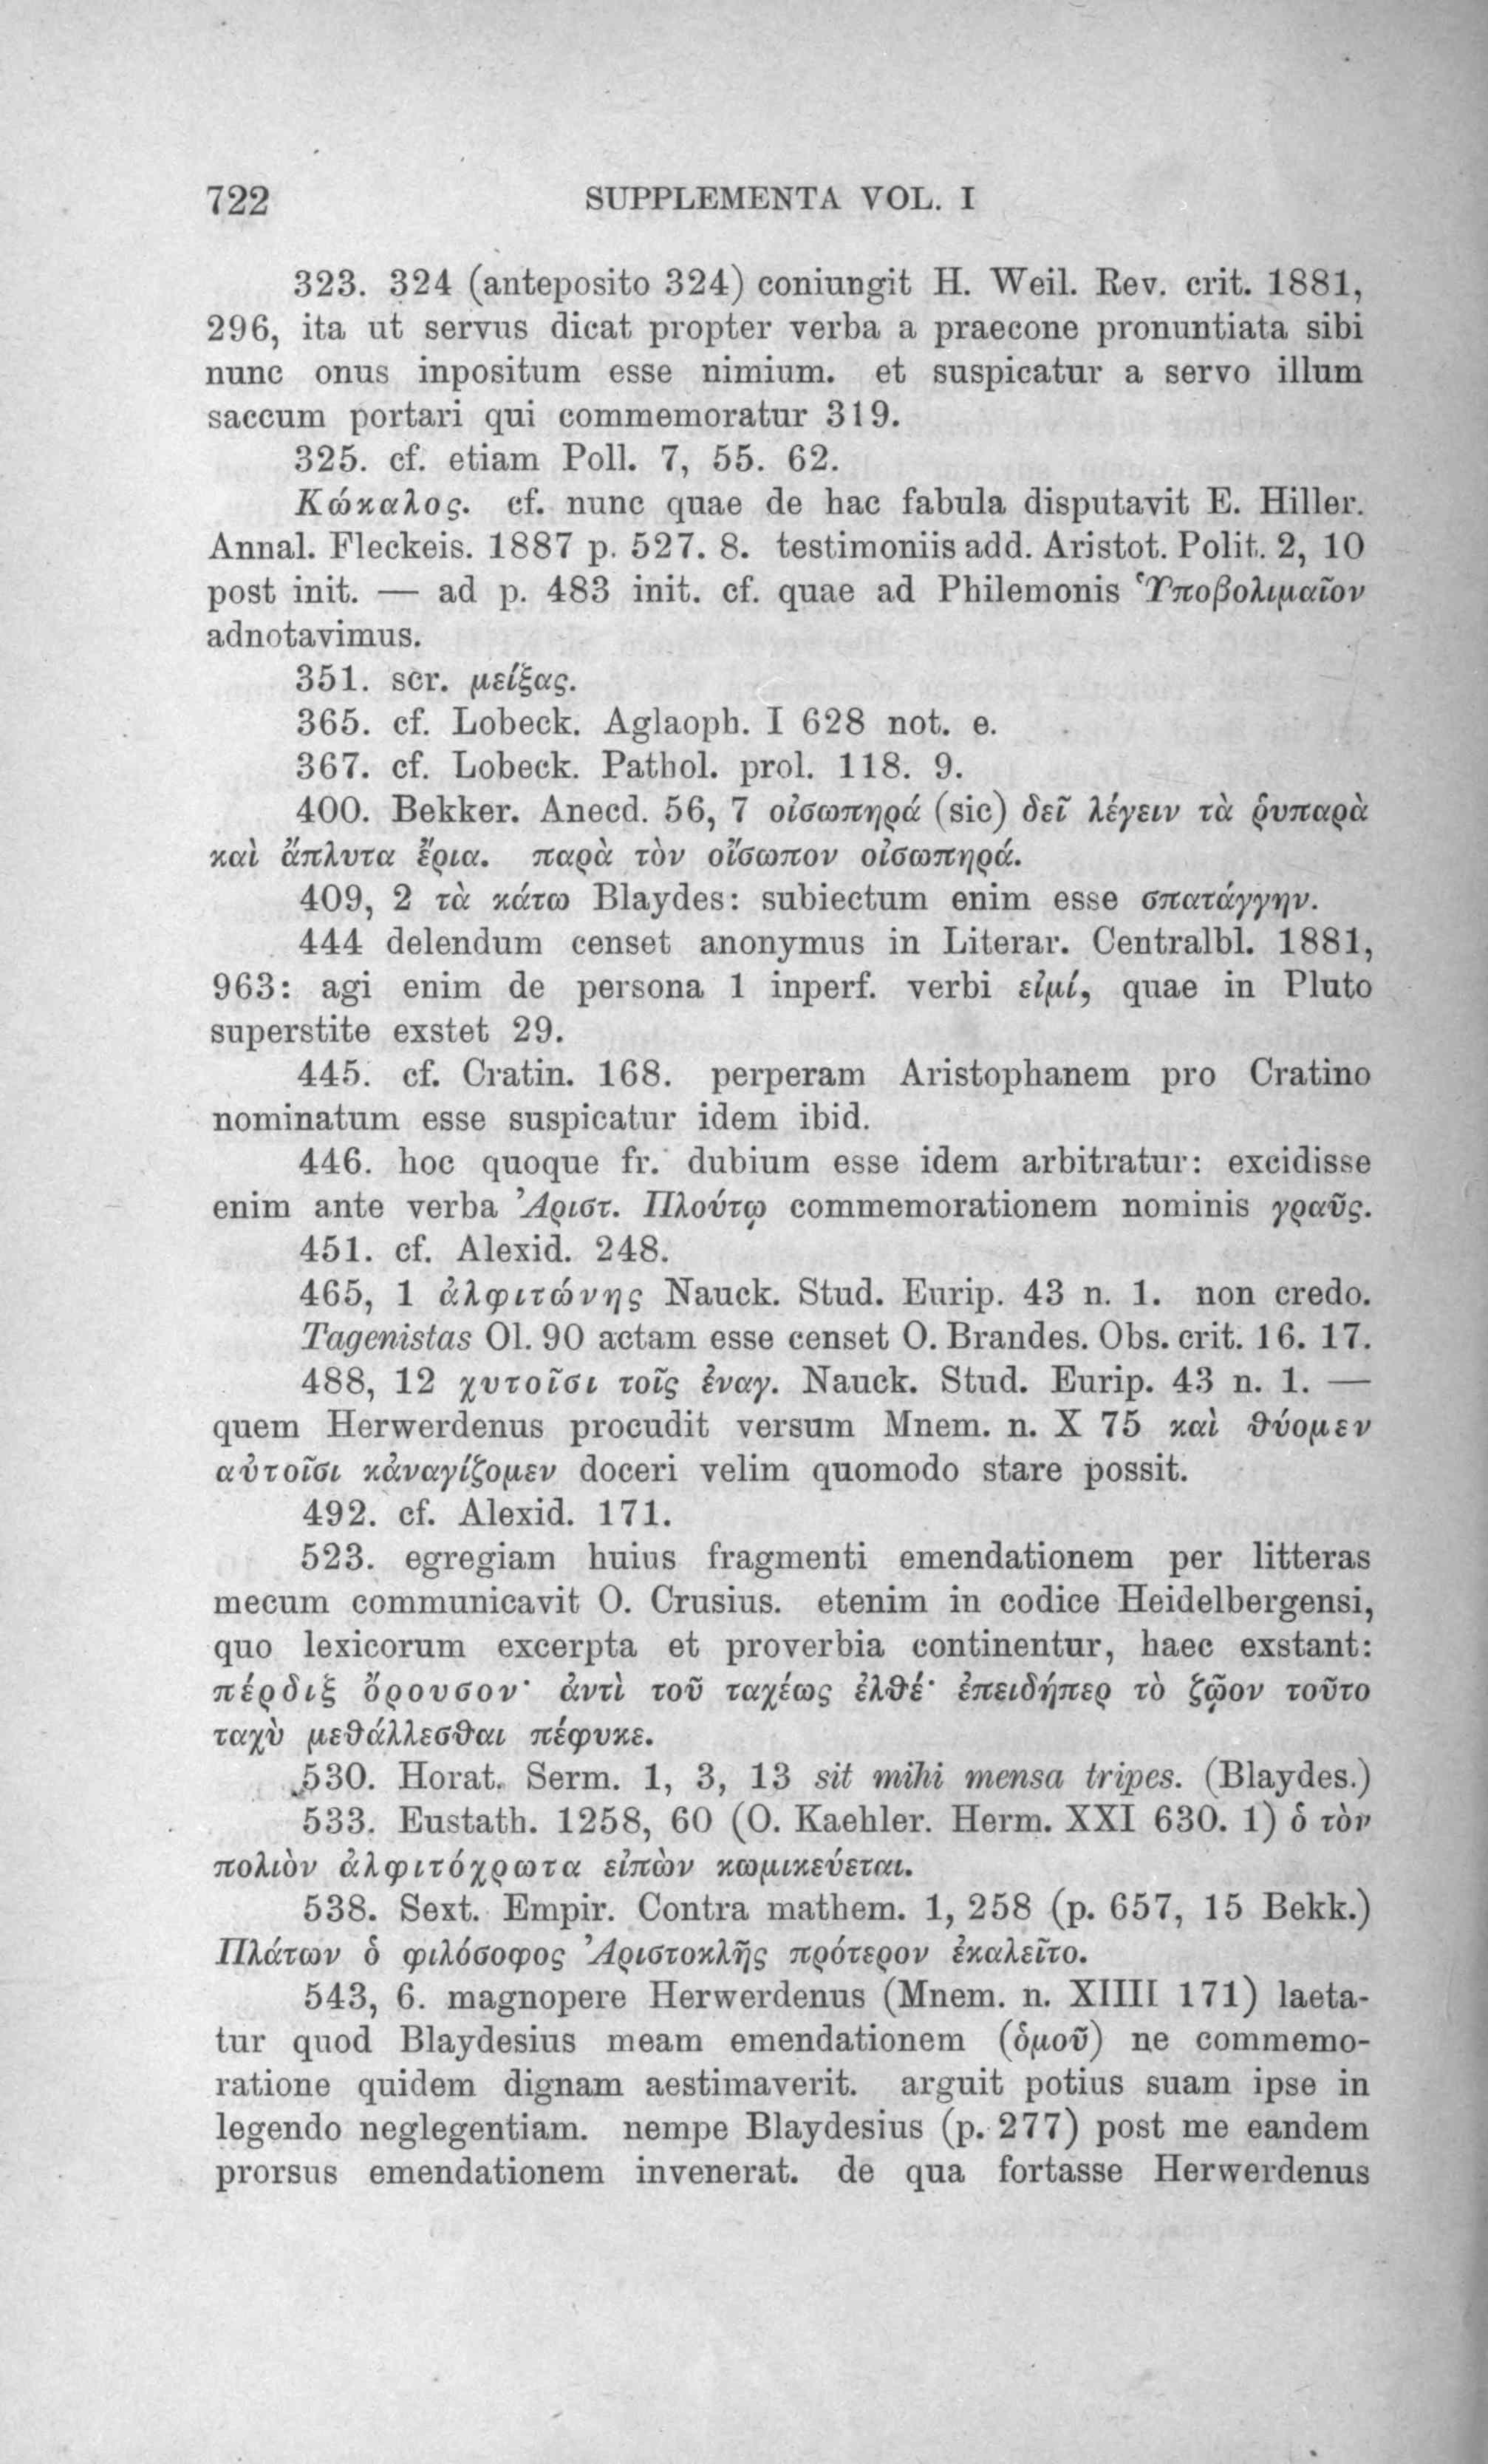 722 SUPPLEMENTA VOL. I
323. 324 (anteposito 324) coniungit H. Weil. Rev. crit. 1881,
296, ita ut servus dicat propter verba a praecone pronuntiata sibi
nunc onus inpositum esse nimium. et suspicatur a servo illum
saccum portari qui commemoratur 319.
325. cf. etiam Poll. 7, 55. 62.
Κώκαλος. cf. nunc quae de hac fabula disputavit E. Hiller.
Annal. Fleckeis. 1887 p. 527. 8. testimoniis add. Aristot. Polit. 2, 10
post init. — ad p. 483 init. cf. quae ad Philemonis Ὑποβολιμαῖον
adnotavimus.
351. scr. μείξας.
365. cf. Lobeck. Aglaoph. I 628 not. e.
367. cf. Lobeck. Pathol. prol. 118. 9.
400. Bekker. Anecd. 56, 7 οἰσωπηρά (sic) δεῖ λέγειν τὰ ῥυπαρὰ
καὶ ἄπλυτα ἔρια. παρὰ τὸν οἴσωπον οἰσωπηρά.
409, 2 τὰ κάτω Blaydes: subiectum enim esse σπατάγγην.
444 delendum censet anonymus in Literar. Centralbl. 1881,
963: agi enim de persona 1 inperf. verbi εἰμί, quae in Pluto
superstite exstet 29.
445. cf. Cratin. 168. perperam Aristophanem pro Cratino
nominatum esse suspicatur idem ibid.
446. hoc quoque fr. dubium esse idem arbitratur: excidisse
enim ante verba Ἀριστ. Πλούτῳ commemorationem nominis γραῦς.
451. cf. Alexid. 248.
465, 1 ἀλφιτώνης Nauck. Stud. Eurip. 43 n. 1. non credo.
Tagenistas Ol. 90 actam esse censet O. Brandes. Obs. crit. 16. 17.
488, 12 χυτοῖσι τοῖς ἐναγ. Nauck. Stud. Eurip. 43 n. 1. —
quem Herwerdenus procudit versum Mnem. n. X 75 καὶ θύομεν
αὐτοῖσι κἀναγίζομεν doceri velim quomodo stare possit.
492. cf. Alexid. 171.
523. egregiam huius fragmenti emendationem per litteras
mecum communicavit O. Crusius. etenim in codice Heidelbergensi,
quo lexicorum excerpta et proverbia continentur, haec exstant:
πέρδιξ ὄρουσον· ἀντὶ τοῦ ταχέως ἐλθέ· ἐπειδήπερ τὸ ζῷον τοῦτο
ταχὺ μεθάλλεσθαι πέφυκε.
530. Horat. Serm. 1, 3, 13 sit mihi mensa tripes. (Blaydes.)
533. Eustath. 1258, 60 (O. Kaehler. Herm. XXI 630. 1) ὁ τὸν
πολιὸν ἀλφιτόχρωτα εἰπὼν κωμικεύεται.
538. Sext. Empir. Contra mathem. 1, 258 (p. 657, 15 Bekk.)
Πλάτων ὁ φιλόσοφος Ἀριστοκλῆς πρότερον ἐκαλεῖτο.
543, 6. magnopere Herwerdenus (Mnem. n. XIIII 171) laeta-
tur quod Blaydesius meam emendationem (ὁμοῦ) ne commemo-
ratione quidem dignam aestimaverit. arguit potius suam ipse in
legendo neglegentiam. nempe Blaydesius (p. 277) post me eandem
prorsus emendationem invenerat. de qua fortasse Herwerdenus